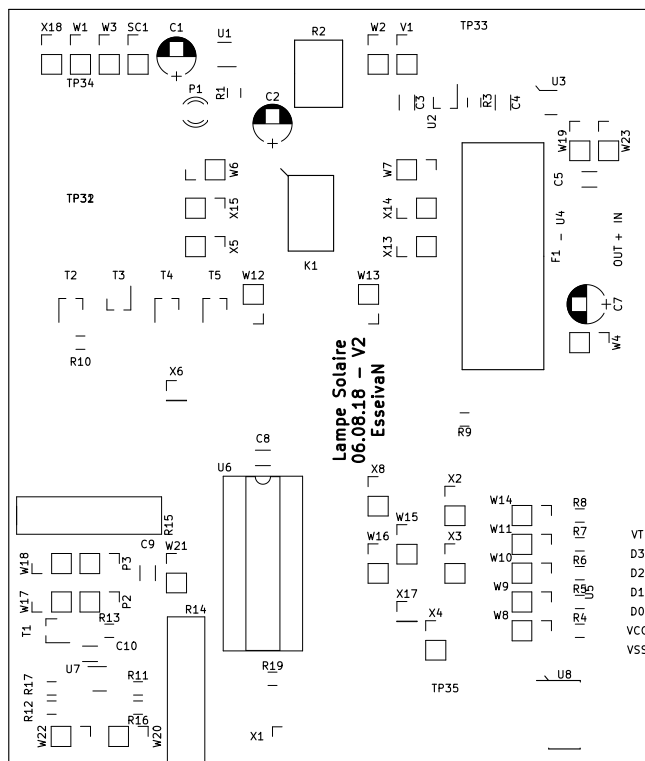 X18 W1 W3 SC1 C1 U1 R2 W2 V1 TP33
TP34 P1 R1 C2 C3 U2 R3 C4 U3
W19 W23
W6 W7 C5
X15 X14 U4
X5 K1 X13 F1 - OUT + IN
T2 T3 T4 T5 W12 W13 C7
R10 W4
X6
Lampe Solaire
06.08.18 - V2
EsseivaN
R9
C8
U6 X8 X2
W14 R8
R15 W15 W11 R7 VT
W18 P3 C9 W21 W16 X3 W10 R6 D3
D2
W17 P2 R14 X17 W9 R5 U5 D1
D0
T1 R13 X4 W8 R4 VCC
C10 VSS
U7 R19 U8
R17 R11 TP35
R12 R16
W22 W20 X1